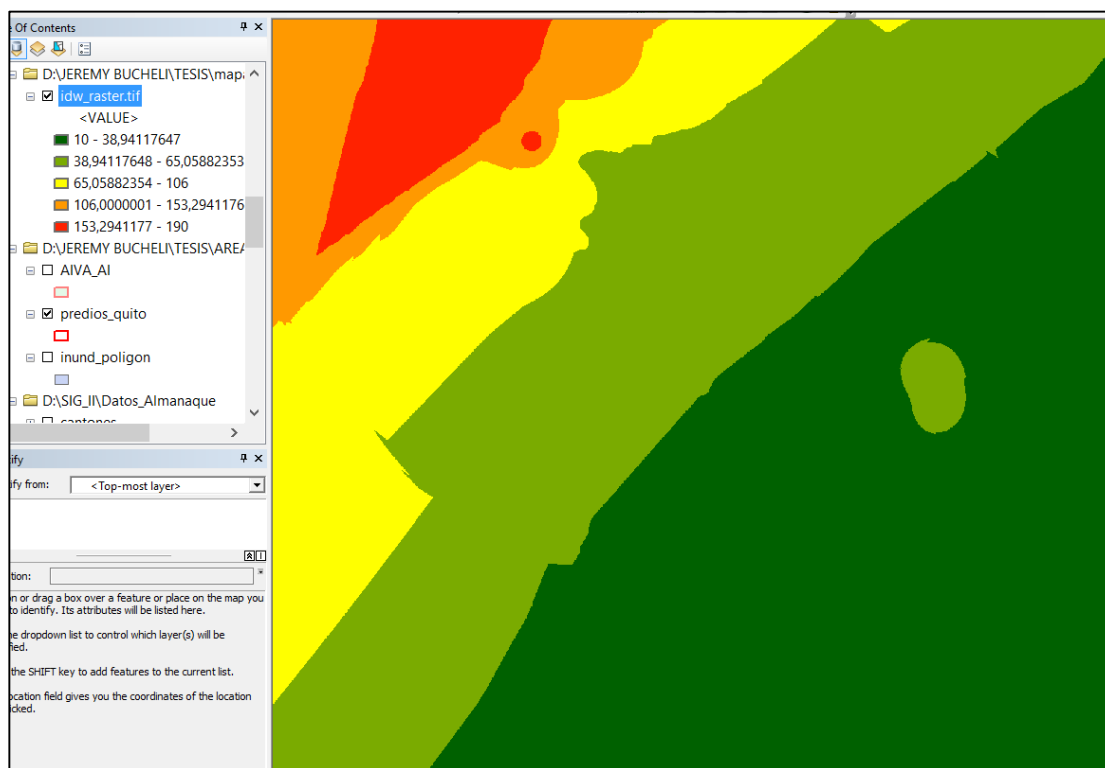 e Of Contents
D:\JEREMY BUCHELI\TESIS\mapa
idw_raster.tif
<VALUE>
10 - 38,94117647
38,94117648 - 65,05882353
65,05882354 - 106
106,0000001 - 153,2941176
153,2941177 - 190
D:\JEREMY BUCHELI\TESIS\AREA
AIVA_AI
predios_quito
inund_poligon
D:\SIG_II\Datos_Almanaque
cantones
ify
ify from: <Top-most layer>
tion:
on or drag a box over a feature or place on the map you
to identify. Its attributes will be listed here.
he dropdown list to control which layer(s) will be
fied.
the SHIFT key to add features to the current list.
ocation field gives you the coordinates of the location
icked.